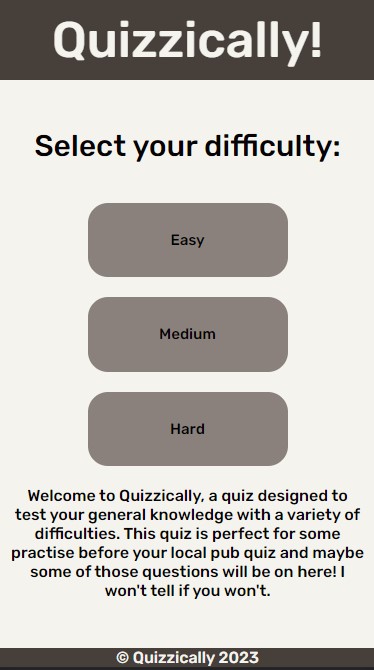 Quizzically!
Select your difficulty:
Easy
Medium
Hard
Welcome to Quizzically, a quiz designed to
test your general knowledge with a variety of
difficulties. This quiz is perfect for some
practise before your local pub quiz and maybe
some of those questions will be on here! I
won't tell if you won't.
© Quizzically 2023